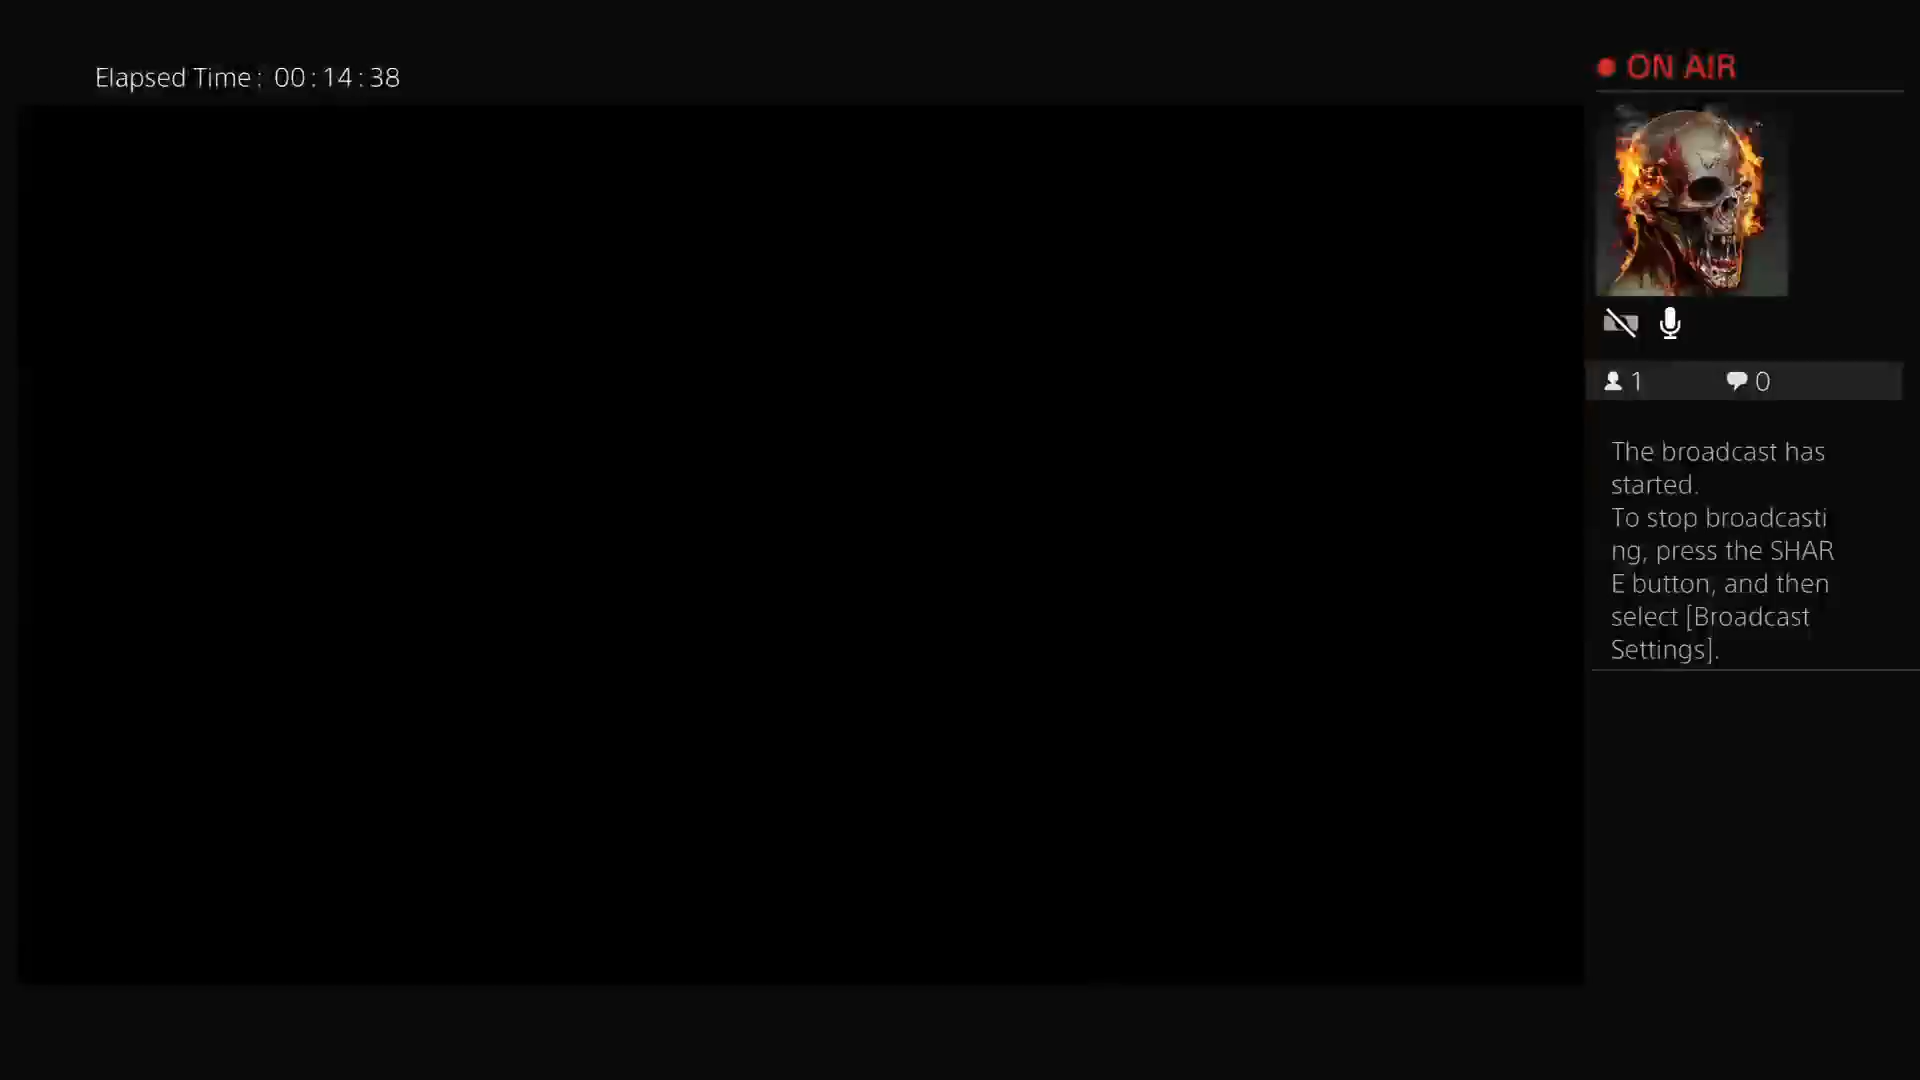 Elapsed Time: 00:14:38
ON AIR
1 0
The broadcast has
started.
To stop broadcasti
ng, press the SHAR
E button, and then
select [Broadcast
Settings].